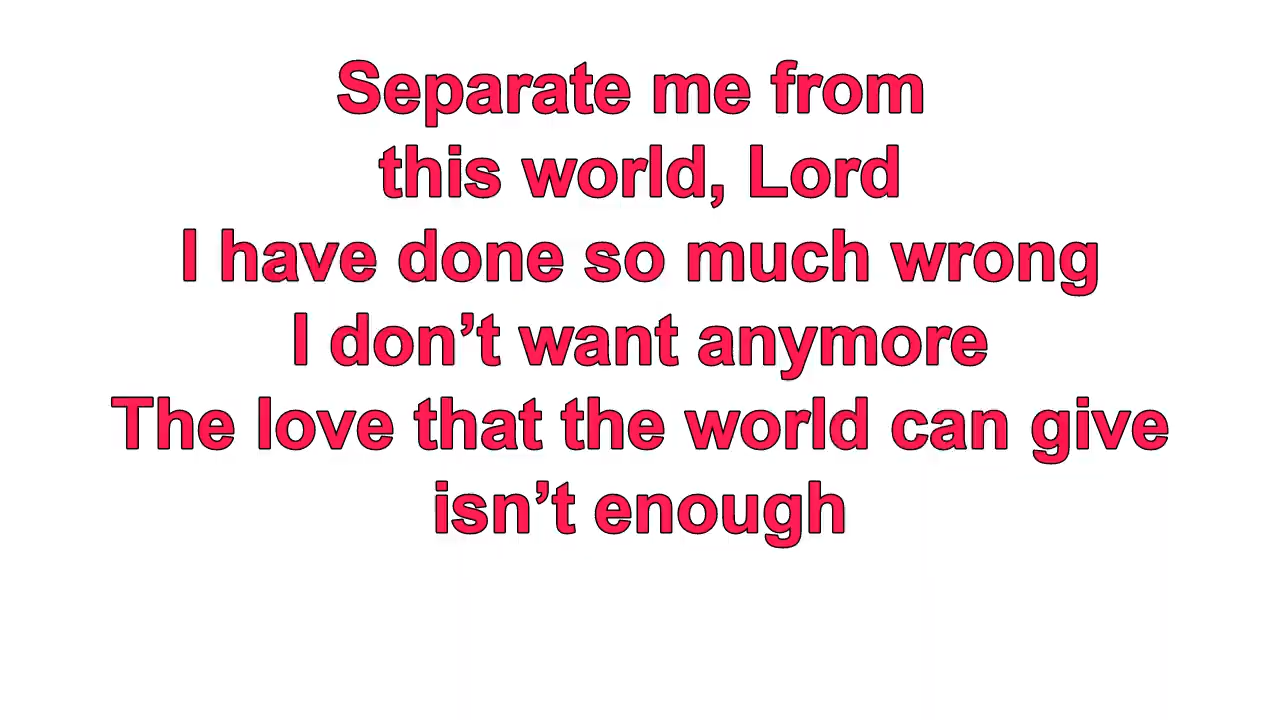 Separate me from
this world, Lord
I have done so much wrong
I don’t want anymore
The love that the world can give
isn’t enough